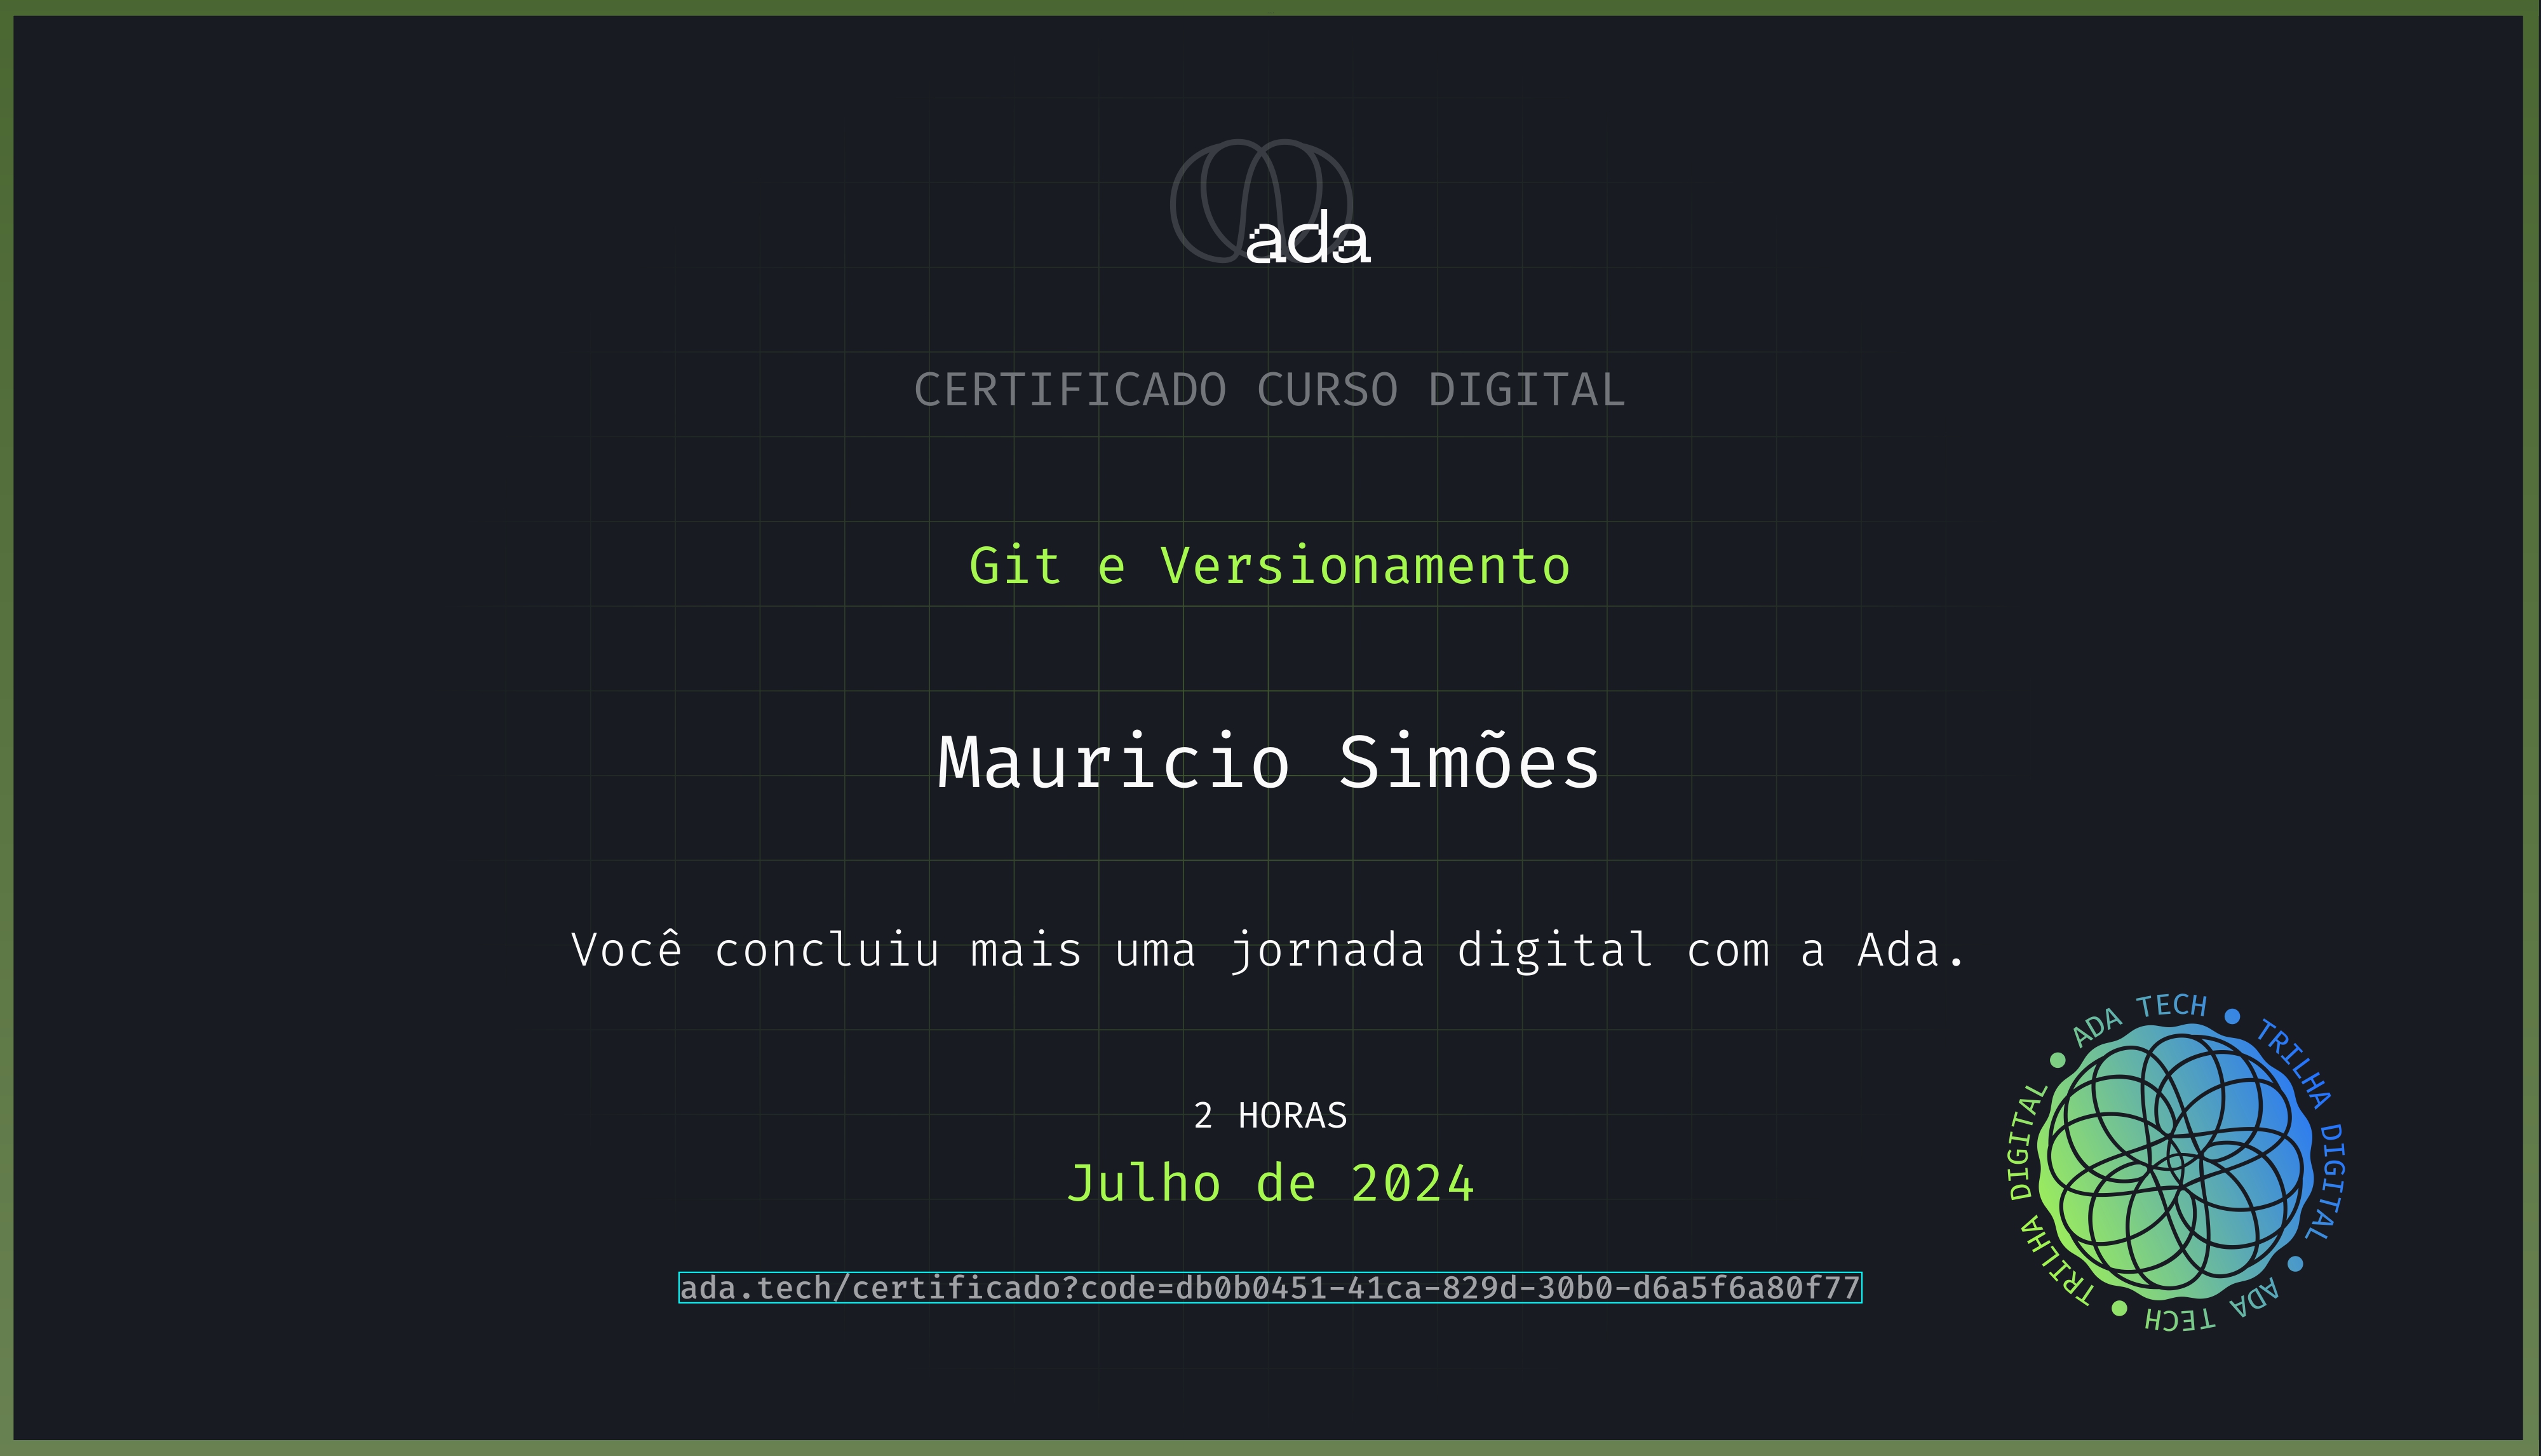 ada
CERTIFICADO CURSO DIGITAL
Git e Versionamento
Mauricio Simões
Você concluiu mais uma jornada digital com a Ada.
2 HORAS
Julho de 2024
ada.tech/certificado?code=db0b0451-41ca-829d-30b0-d6a5f6a80f77
ADA TECH • TRILHA DIGITAL • ADA TECH • TRILHA DIGITAL •